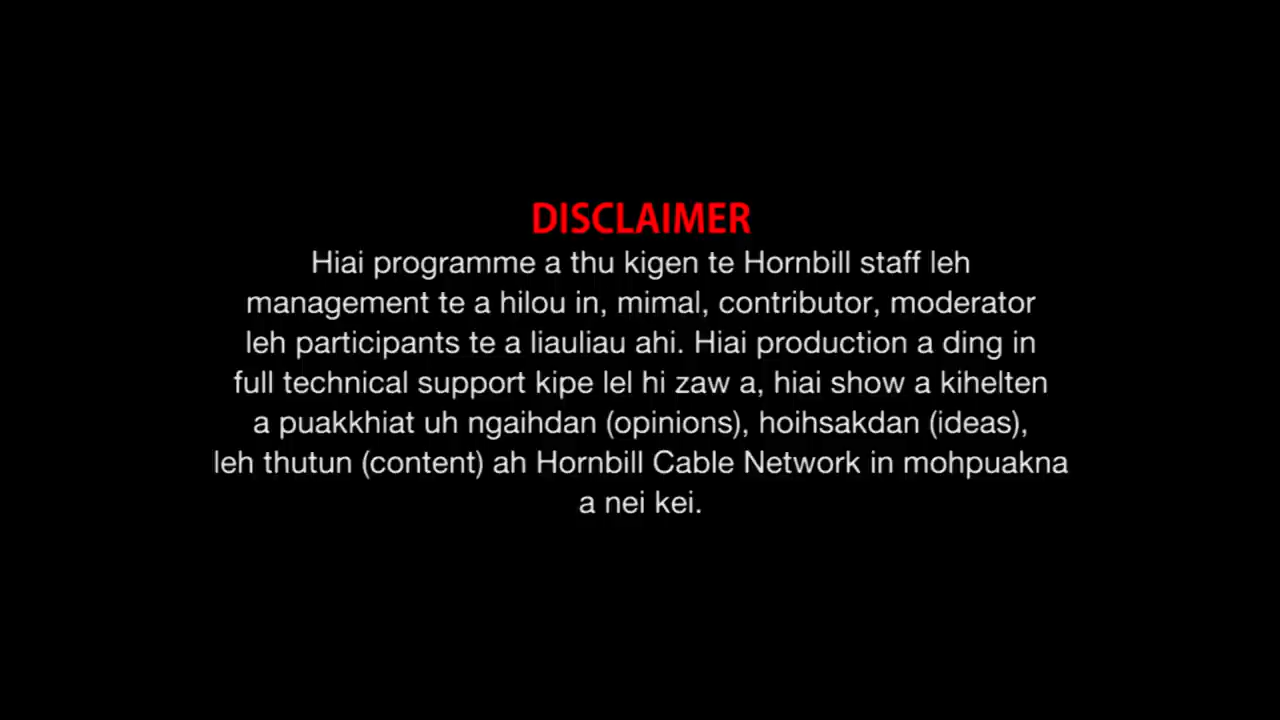 DISCLAIMER
Hiai programme a thu kigen te Hornbill staff leh
management te a hilou in, mimal, contributor, moderator
leh participants te a liauliau ahi. Hiai production a ding in
full technical support kipe lel hi zaw a, hiai show a kihelten
a puakkhiat uh ngaihdan (opinions), hoihsakdan (ideas),
leh thutun (content) ah Hornbill Cable Network in mohpuakna
a nei kei.